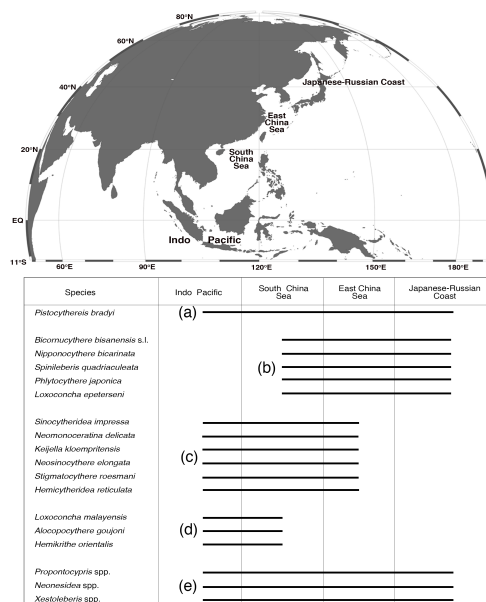 80°N
60°N
Japanese-Russian Coast
40°N
East
China
Sea
20°N
South
China
Sea
EQ
Indo Pacific
11°S
60°E 90°E 120°E 150°E 180°E
Species Indo Pacific South China Sea East China Sea Japanese-Russian Coast
Pistocythereis bradyi (a)
Bicornucythere bisanensis s.l.
Nipponocythere bicarinata
Spinileberis quadriaculeata (b)
Phlytocythere japonica
Loxoconcha epeterseni
Sinocytheridea impressa
Neomonoceratina delicata
Keijella kloempritensis (c)
Neosinocythere elongata
Stigmatocythere roesmani
Hemicytheridea reticulata
Loxoconcha malayensis
Alocopocythere goujoni (d)
Hemikrithe orientalis
Propontocypris spp.
Neonesidea spp. (e)
Xestoleberis spp.